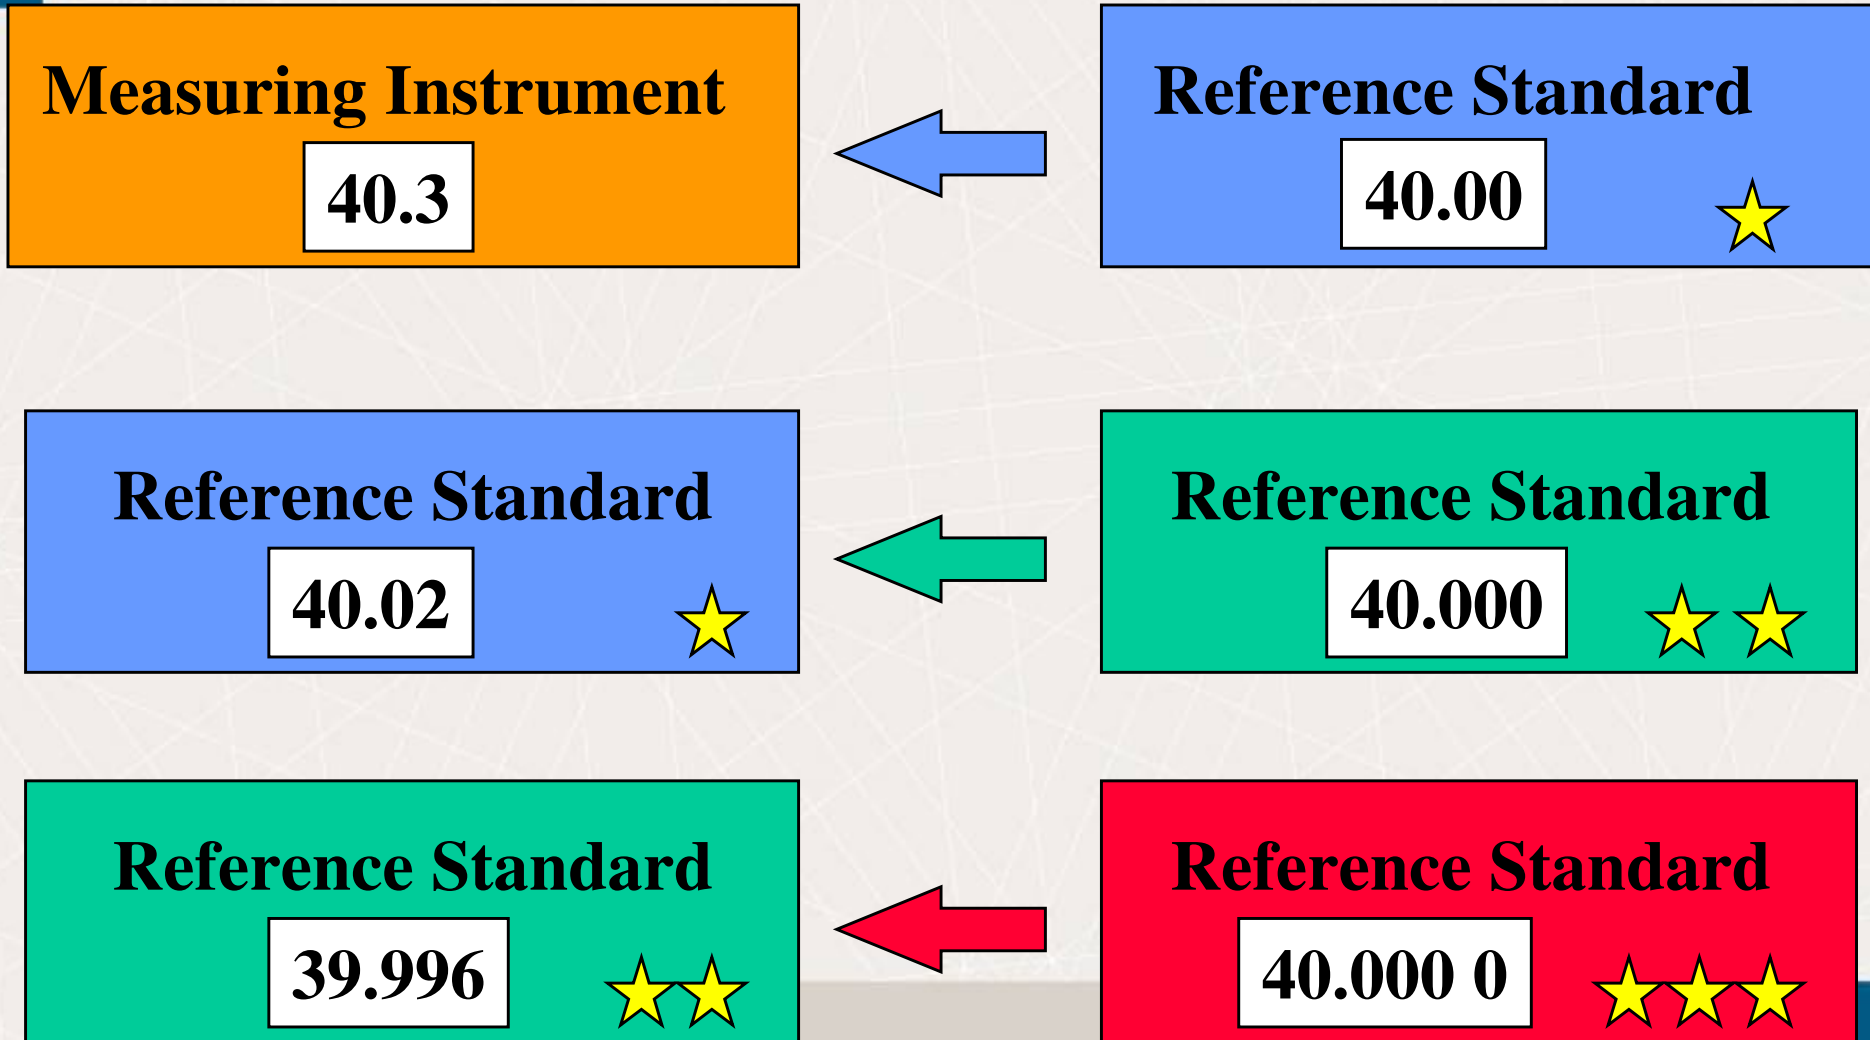 Measuring Instrument
40.3
Reference Standard
40.00
Reference Standard
40.02
Reference Standard
40.000
Reference Standard
39.996
Reference Standard
40.000 0